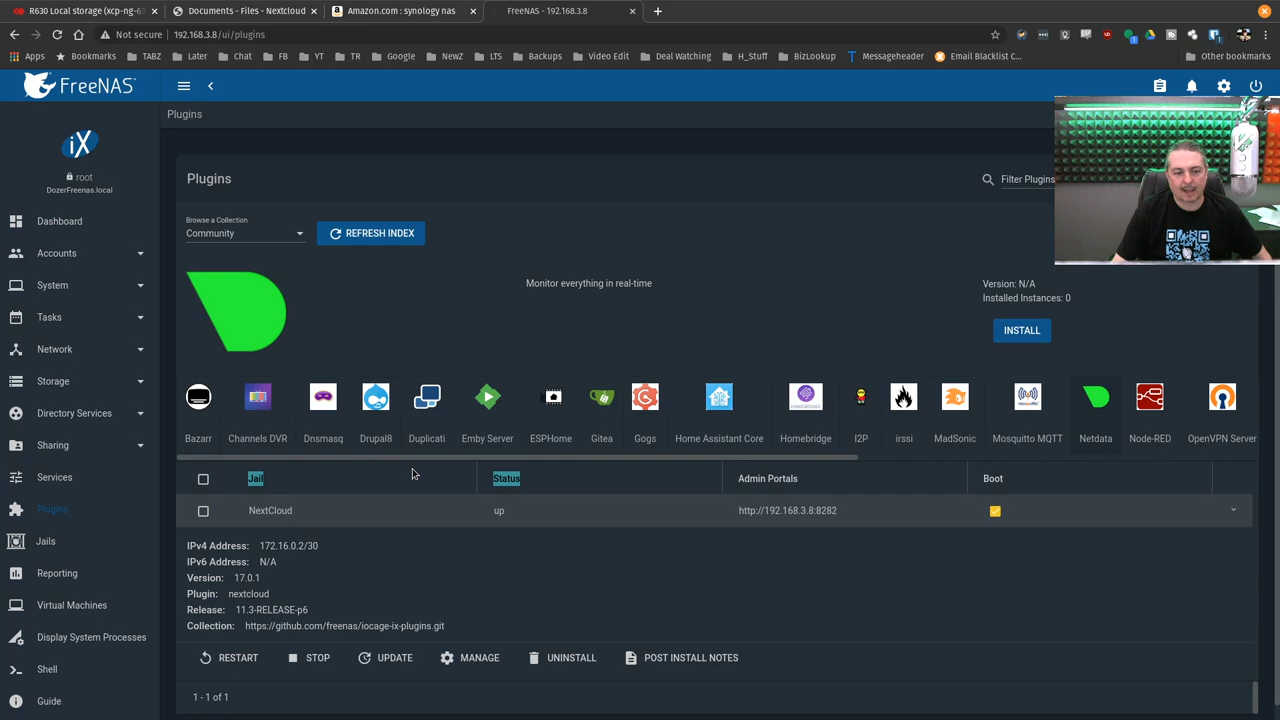 R630 Local storage (xcp-ng-63
Documents - Files - Nextcloud
Amazon.com : synology nas
FreeNAS - 192.168.3.8
Not secure 192.168.3.8/ui/plugins
Apps Bookmarks TABZ Later Chat FB YT TR Google NewZ LTS Backups Video Edit Deal Watching H_Stuff BizLookup Messageheader Email Blacklist C... Other bookmarks
FreeNAS
Plugins
iX
root
DozerFreenas.local
Dashboard
Accounts
System
Tasks
Network
Storage
Directory Services
Sharing
Services
Plugins
Jails
Reporting
Virtual Machines
Display System Processes
Shell
Guide
Plugins
Filter Plugins
Browse a Collection
Community
REFRESH INDEX
Monitor everything in real-time
Version: N/A
Installed Instances: 0
INSTALL
Bazarr Channels DVR Dnsmasq Drupal8 Duplicati Emby Server ESPHome Gitea Gogs Home Assistant Core Homebridge I2P irssi MadSonic Mosquitto MQTT Netdata Node-RED OpenVPN Server
Jail Status Admin Portals Boot
NextCloud up http://192.168.3.8:8282
IPv4 Address: 172.16.0.2/30
IPv6 Address: N/A
Version: 17.0.1
Plugin: nextcloud
Release: 11.3-RELEASE-p6
Collection: https://github.com/freenas/iocage-ix-plugins.git
RESTART STOP UPDATE MANAGE UNINSTALL POST INSTALL NOTES
1 - 1 of 1